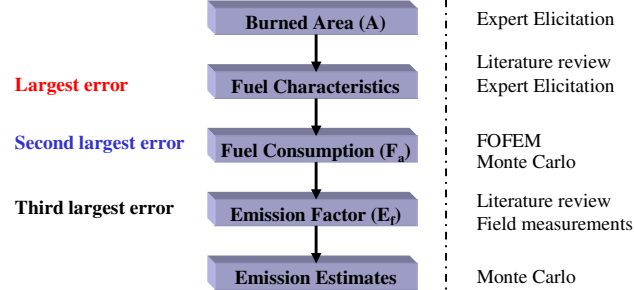 Burned Area (A)
Expert Elicitation
Literature review
Largest error
Fuel Characteristics
Expert Elicitation
Second largest error
Fuel Consumption (Fa)
FOFEM
Monte Carlo
Third largest error
Emission Factor (Ef)
Literature review
Field measurements
Emission Estimates
Monte Carlo